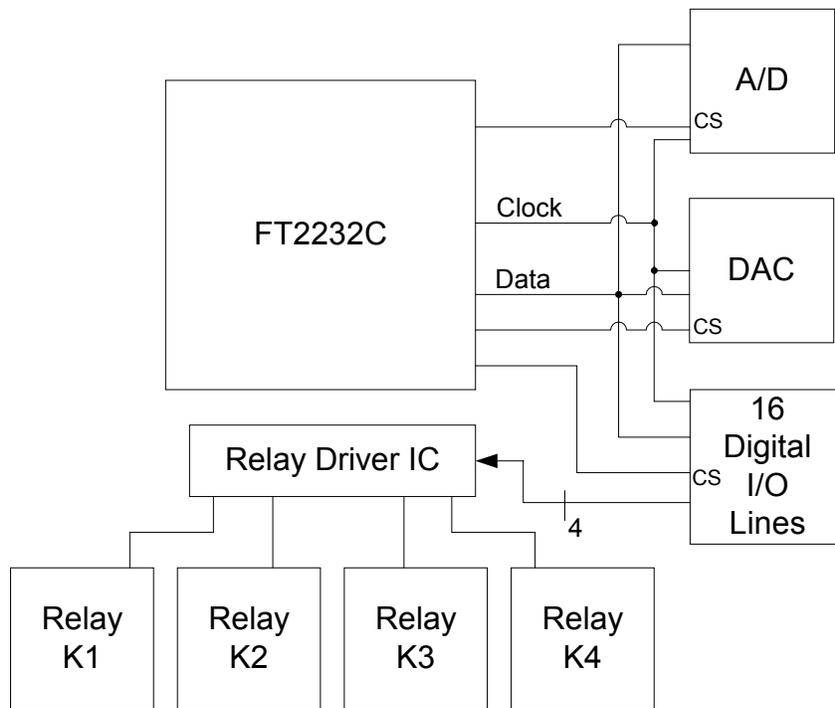 A/D
CS
FT2232C
Clock
Data
DAC
CS
16
Digital
I/O
Lines
CS
4
Relay Driver IC
Relay
K1
Relay
K2
Relay
K3
Relay
K4